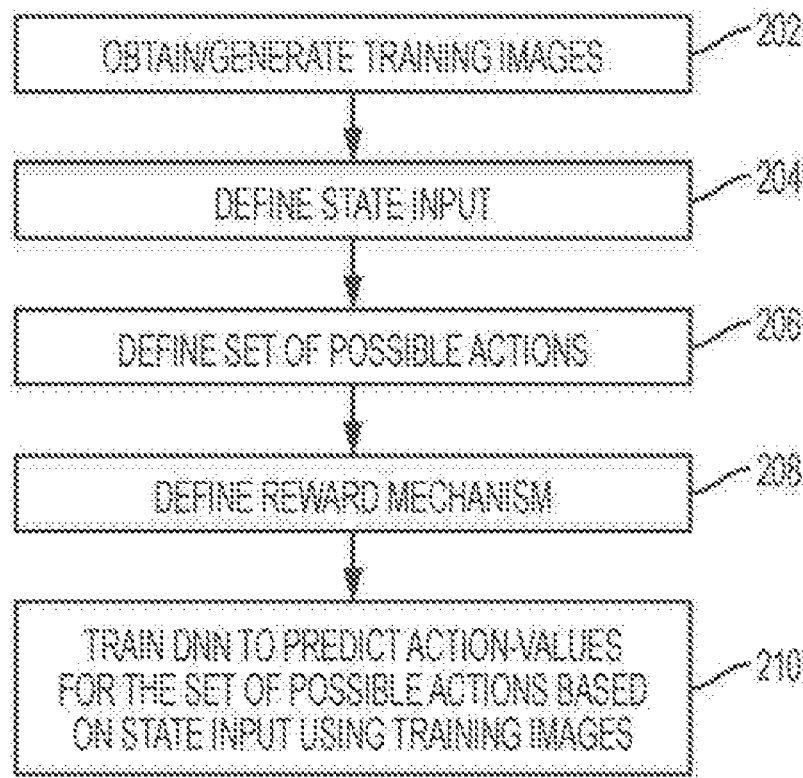 OBTAIN/GENERATE TRAINING IMAGES
202
DEFINE STATE INPUT
204
DEFINE SET OF POSSIBLE ACTIONS
206
DEFINE REWARD MECHANISM
208
TRAIN DNN TO PREDICT ACTION-VALUES
FOR THE SET OF POSSIBLE ACTIONS BASED
ON STATE INPUT USING TRAINING IMAGES
210